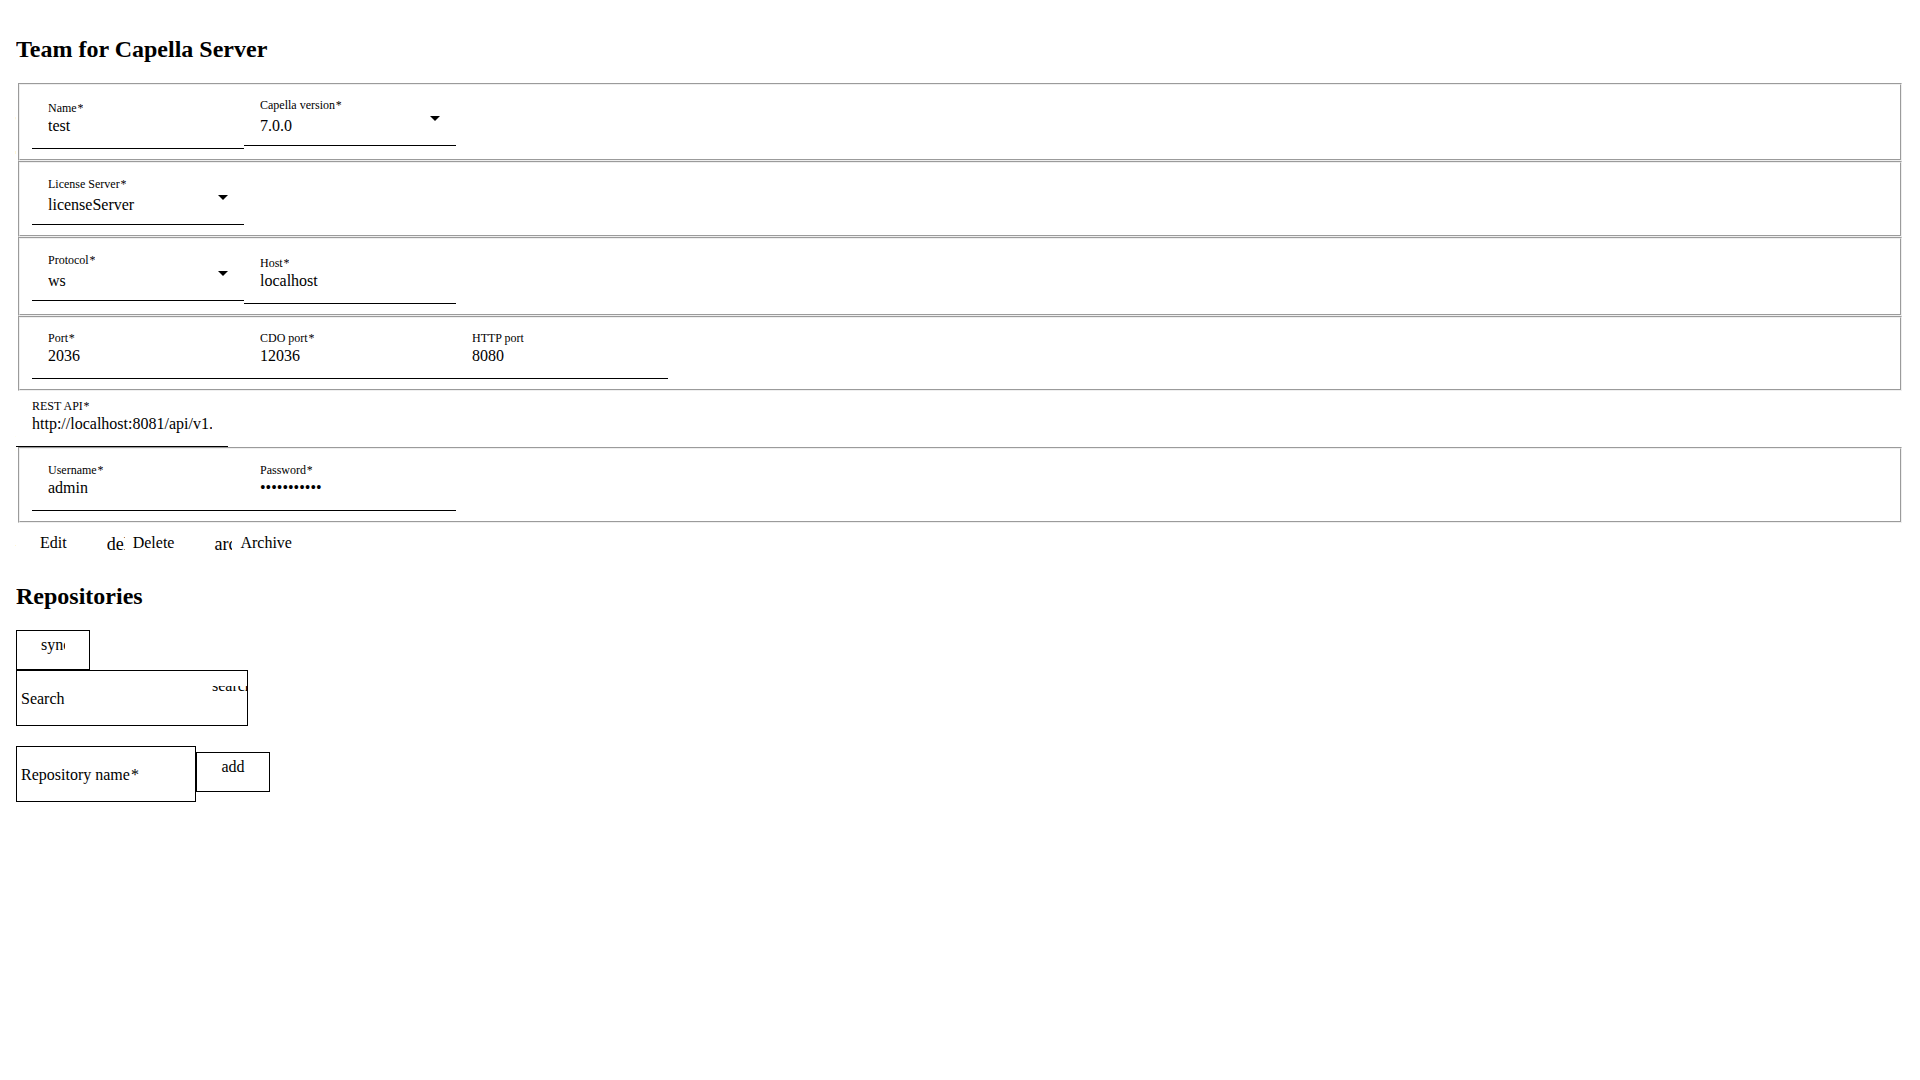 Team for Capella Server
Name* Capella version*
test 7.0.0
License Server*
licenseServer
Protocol* Host*
ws localhost
Port* CDO port* HTTP port
2036 12036 8080
REST API*
http://localhost:8081/api/v1.
Username* Password*
admin •••••••••••
Edit de Delete arc Archive
Repositories
sync
Search search
Repository name* add